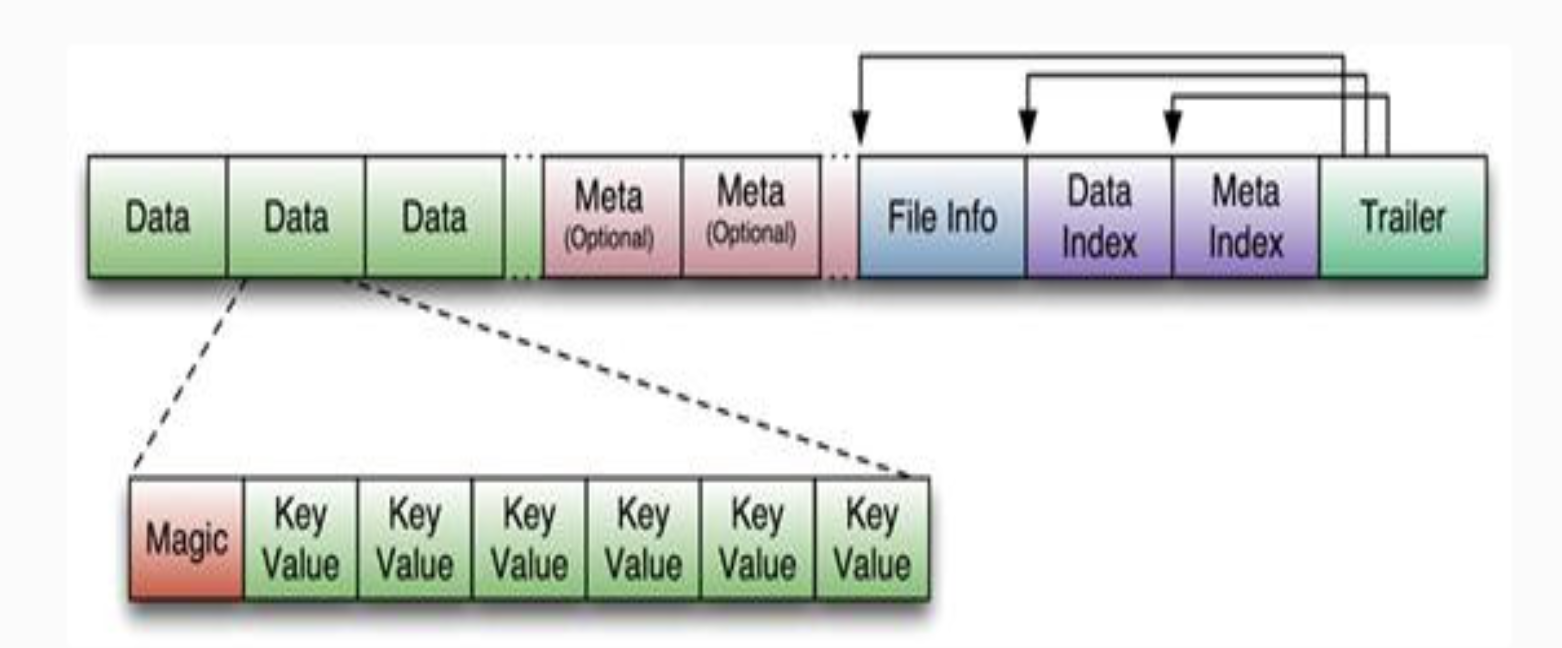 Data
Data
Data
Meta
(Optional)
Meta
(Optional)
File Info
Data
Index
Meta
Index
Trailer
Magic
Key
Value
Key
Value
Key
Value
Key
Value
Key
Value
Key
Value